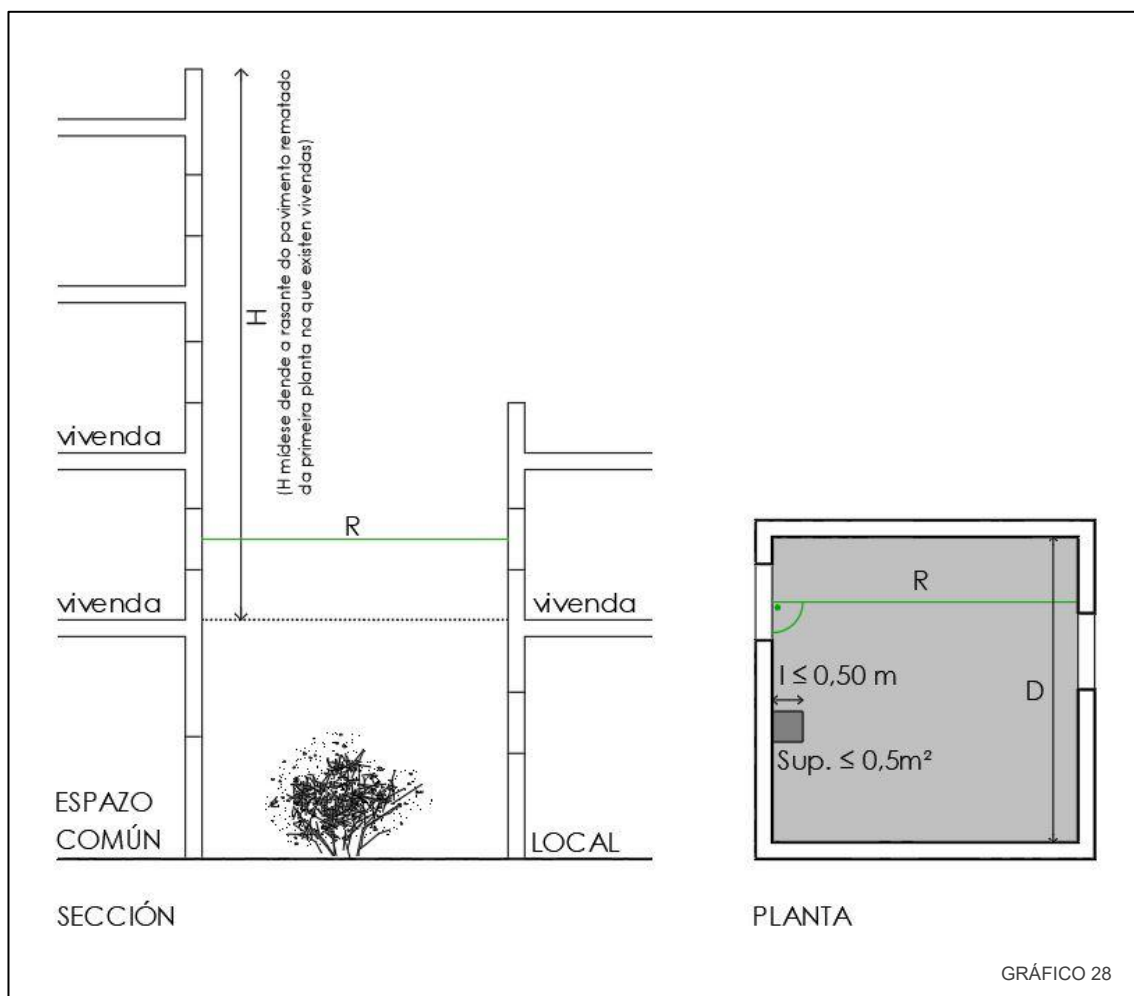 H
(H mídese dende a rasante do pavimento rematado
da primeira planta na que existen vivendas)
vivenda
R
vivenda
vivenda
ESPAZO
COMÚN
LOCAL
SECCIÓN
R
l ≤ 0,50 m
D
Sup. ≤ 0,5m²
PLANTA
GRÁFICO 28